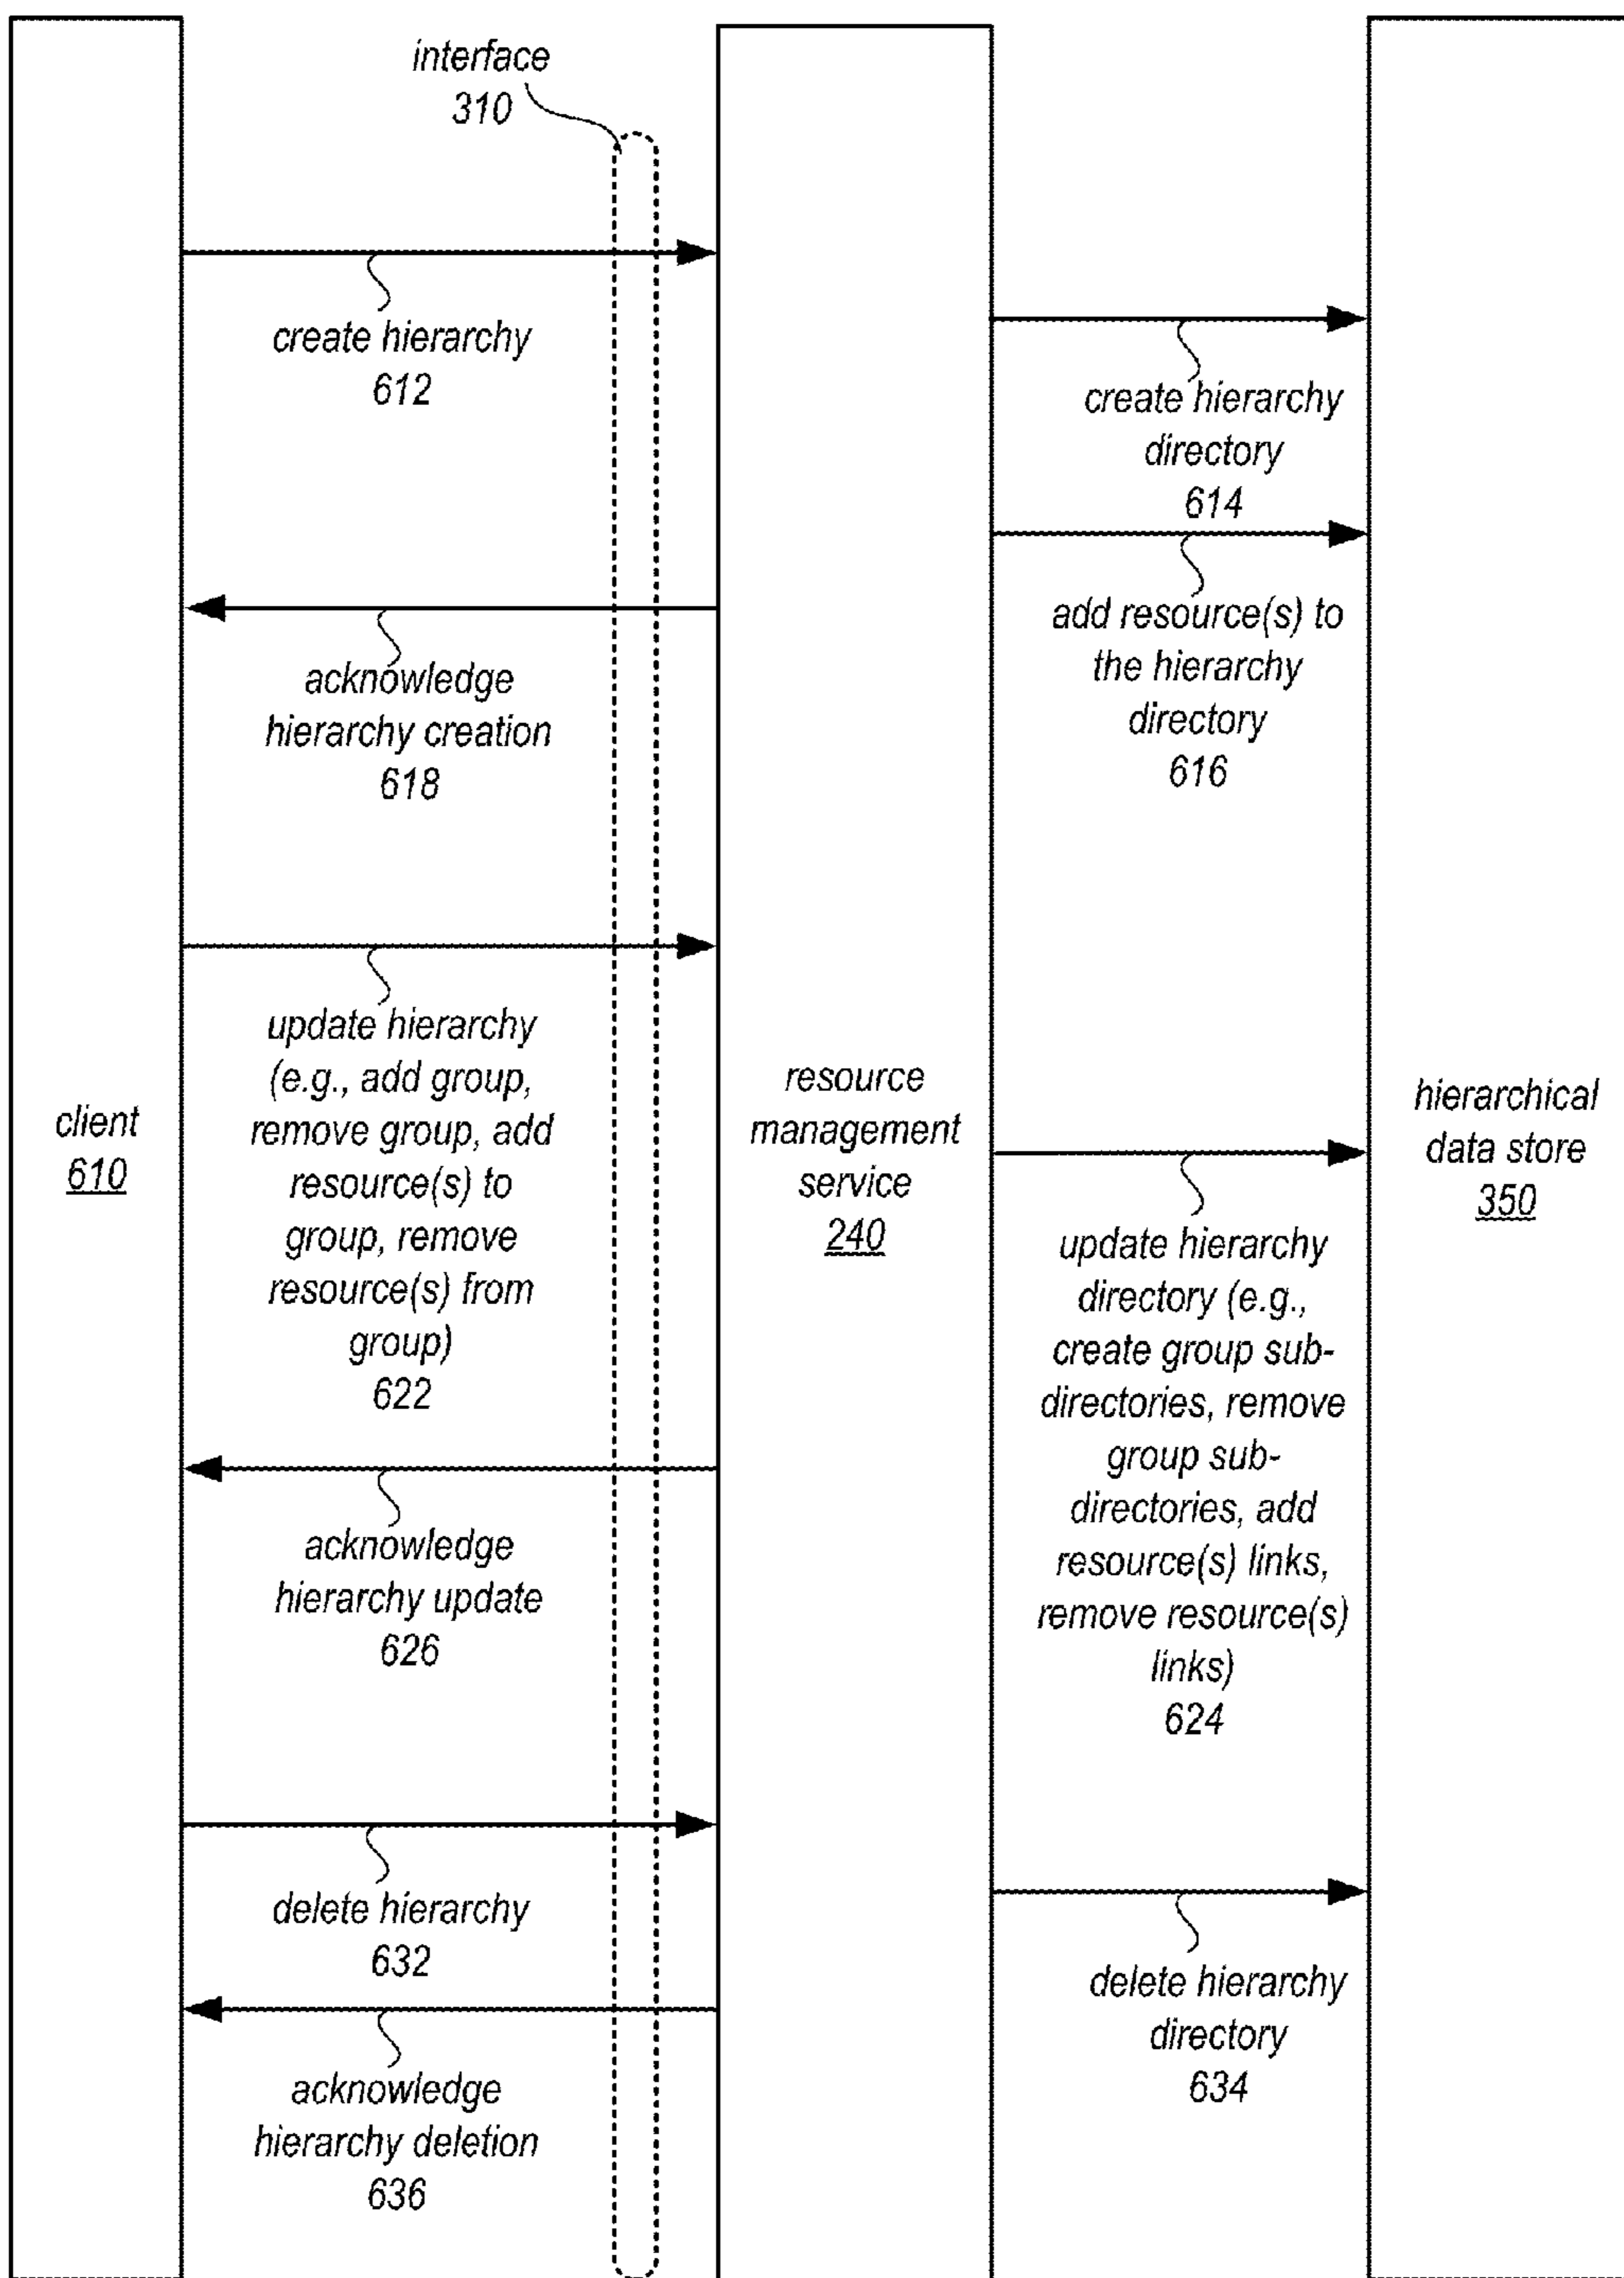 interface
310
create hierarchy
612
create hierarchy
directory
614
add resource(s) to
the hierarchy
directory
616
acknowledge
hierarchy creation
618
client
610
update hierarchy
(e.g., add group,
remove group, add
resource(s) to
group, remove
resource(s) from
group)
622
resource
management
service
240
hierarchical
data store
350
update hierarchy
directory (e.g.,
create group sub-
directories, remove
group sub-
directories, add
resource(s) links,
remove resource(s)
links)
624
acknowledge
hierarchy update
626
delete hierarchy
632
delete hierarchy
directory
634
acknowledge
hierarchy deletion
636